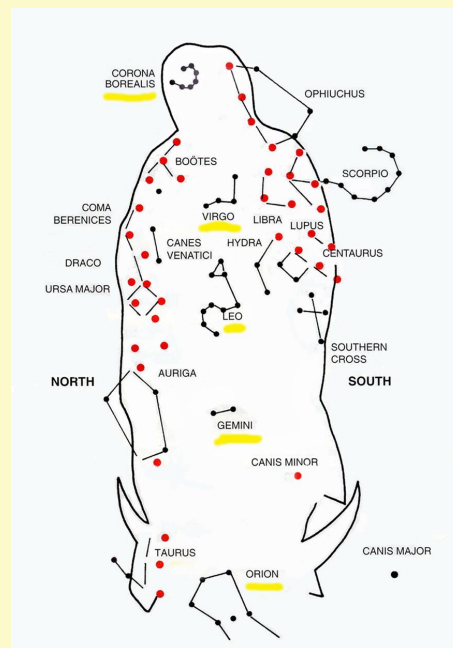 CORONA
BOREALIS
OPHIUCHUS
BOÖTES
SCORPIO
COMA
BERENICES
VIRGO
LIBRA
LUPUS
CANES
VENATICI
HYDRA
CENTAURUS
DRACO
URSA MAJOR
LEO
SOUTHERN
CROSS
AURIGA
NORTH
SOUTH
GEMINI
CANIS MINOR
TAURUS
CANIS MAJOR
ORION